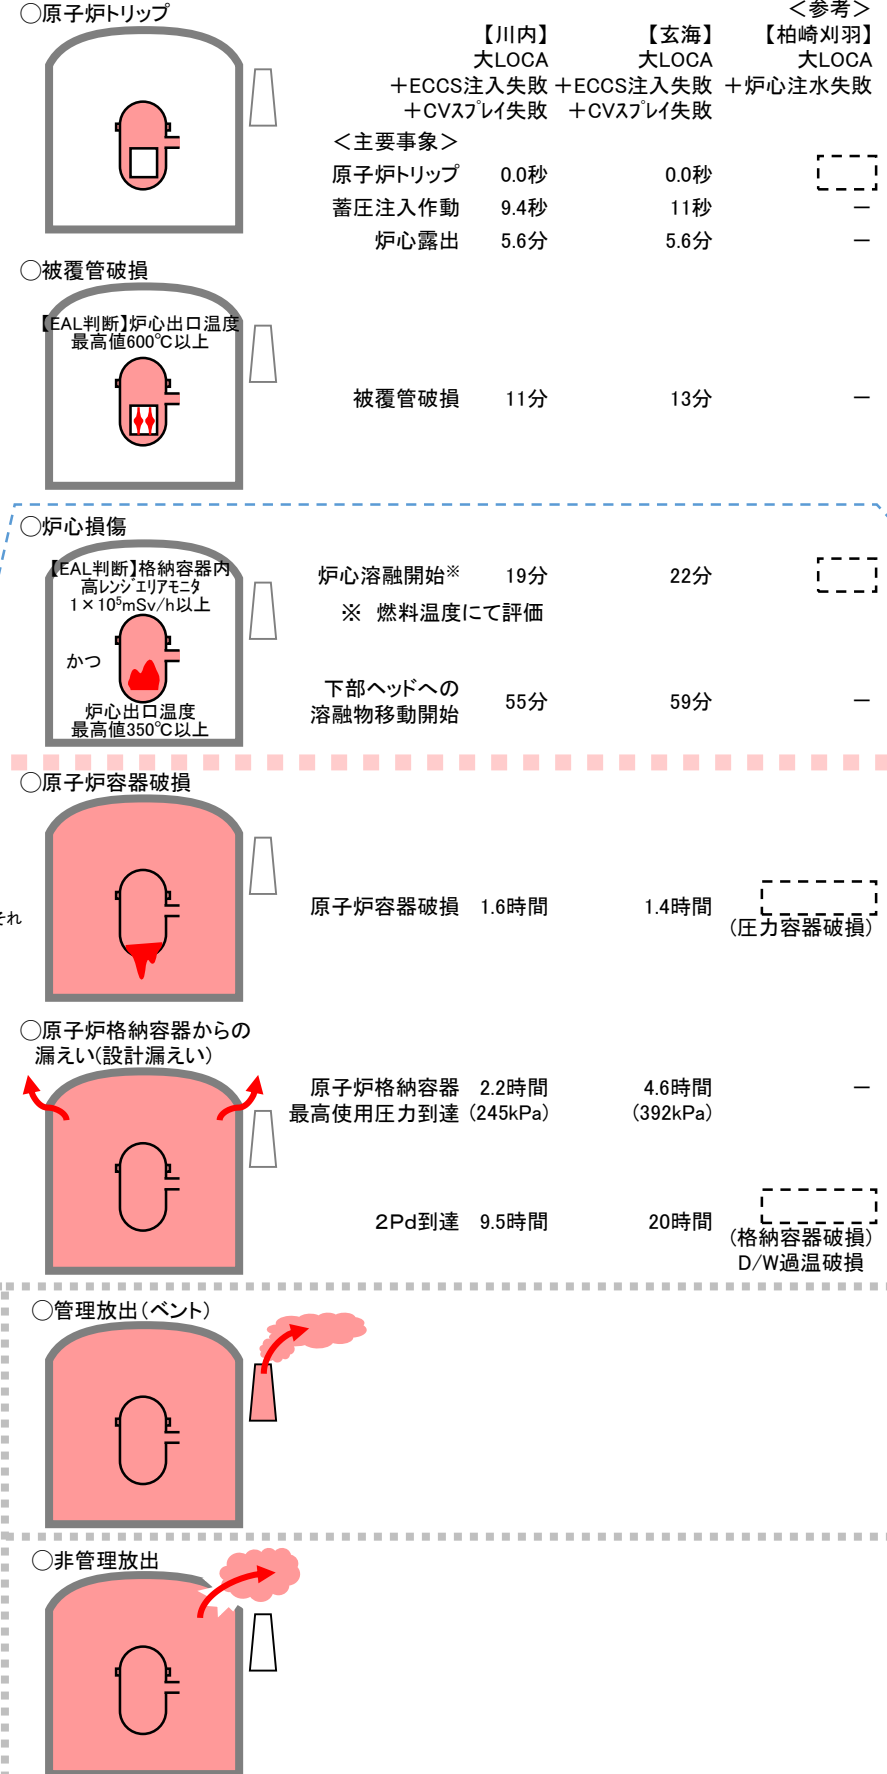 ○原子炉トリップ
＜参考＞
【川内】 【玄海】 【柏崎刈羽】
大LOCA 大LOCA 大LOCA
＋ECCS注入失敗 ＋ECCS注入失敗 ＋炉心注水失敗
＋CVスプレイ失敗 ＋CVスプレイ失敗
＜主要事象＞
原子炉トリップ 0.0秒 0.0秒
蓄圧注入作動 9.4秒 11秒 －
炉心露出 5.6分 5.6分 －
○被覆管破損
【EAL判断】炉心出口温度
最高値600℃以上
被覆管破損 11分 13分 －
○炉心損傷
【EAL判断】格納容器内
高レンジエリアモニタ
1×10⁵mSv/h以上
かつ
炉心出口温度
最高値350℃以上
炉心溶融開始※ 19分 22分
※ 燃料温度にて評価
下部ヘッドへの
溶融物移動開始 55分 59分 －
○原子炉容器破損
それ
原子炉容器破損 1.6時間 1.4時間
(圧力容器破損)
○原子炉格納容器からの
漏えい(設計漏えい)
原子炉格納容器 2.2時間 4.6時間 －
最高使用圧力到達 (245kPa) (392kPa)
2Pd到達 9.5時間 20時間
(格納容器破損)
D/W過温破損
○管理放出(ベント)
○非管理放出